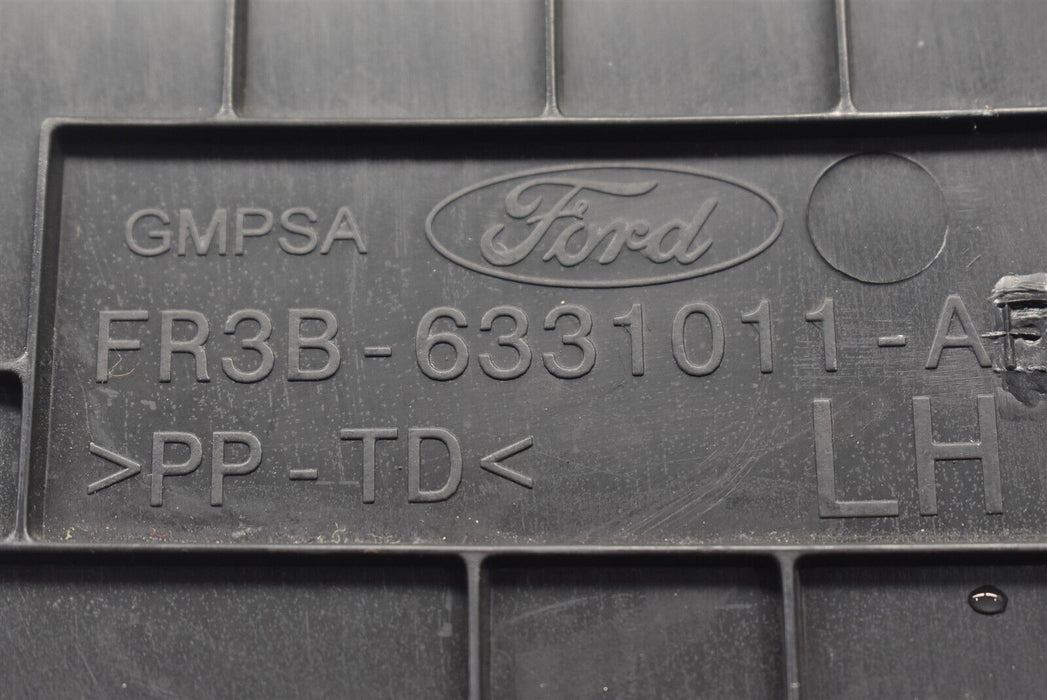 GMPSA Ford
FR3B-6331011-A
>PP-TD<
LH